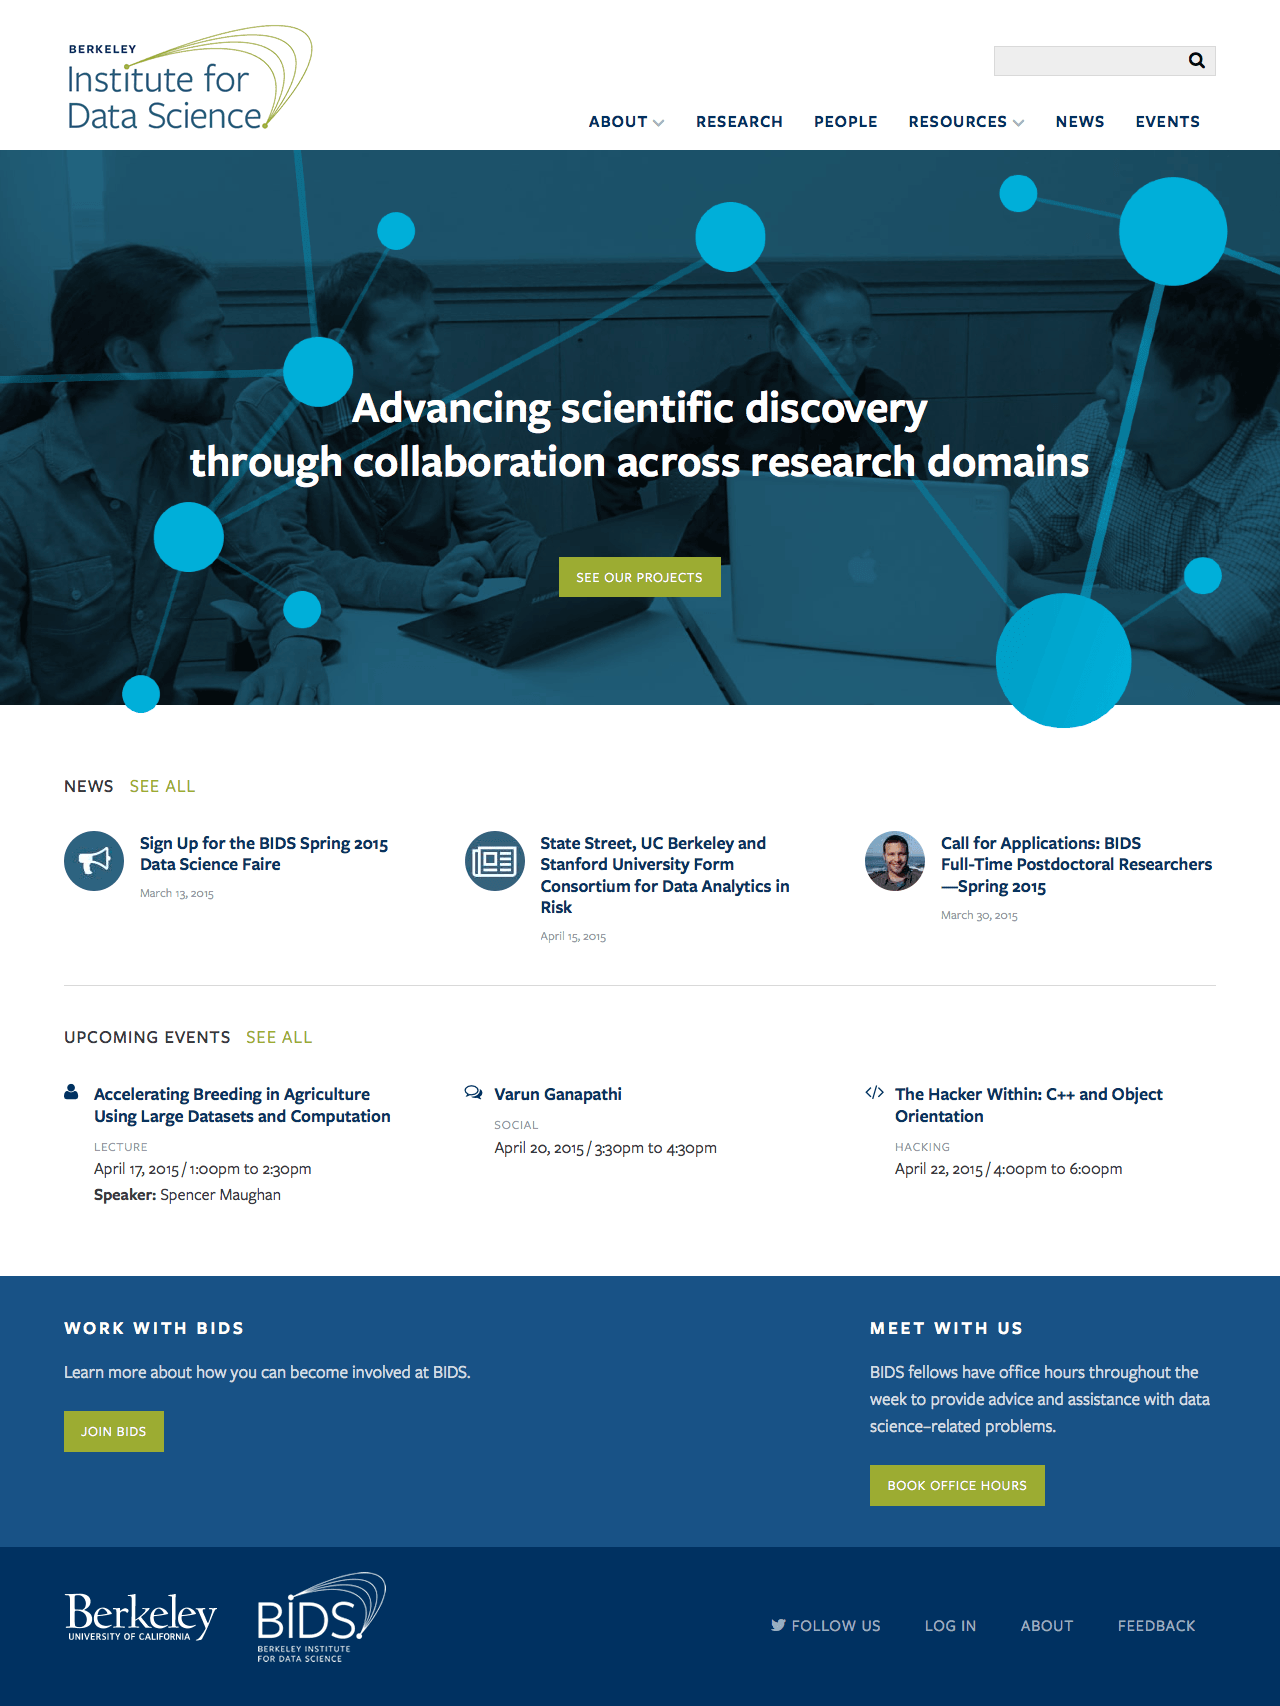 BERKELEY
Institute for
Data Science
ABOUT RESEARCH PEOPLE RESOURCES NEWS EVENTS
Advancing scientific discovery
through collaboration across research domains
SEE OUR PROJECTS
NEWS SEE ALL
Sign Up for the BIDS Spring 2015
Data Science Faire
March 13, 2015
State Street, UC Berkeley and
Stanford University Form
Consortium for Data Analytics in
Risk
April 15, 2015
Call for Applications: BIDS
Full-Time Postdoctoral Researchers
—Spring 2015
March 30, 2015
UPCOMING EVENTS SEE ALL
Accelerating Breeding in Agriculture
Using Large Datasets and Computation
LECTURE
April 17, 2015 / 1:00pm to 2:30pm
Speaker: Spencer Maughan
Varun Ganapathi
SOCIAL
April 20, 2015 / 3:30pm to 4:30pm
The Hacker Within: C++ and Object
Orientation
HACKING
April 22, 2015 / 4:00pm to 6:00pm
WORK WITH BIDS
Learn more about how you can become involved at BIDS.
JOIN BIDS
MEET WITH US
BIDS fellows have office hours throughout the
week to provide advice and assistance with data
science–related problems.
BOOK OFFICE HOURS
Berkeley
UNIVERSITY OF CALIFORNIA
BIDS
BERKELEY INSTITUTE
FOR DATA SCIENCE
FOLLOW US LOG IN ABOUT FEEDBACK